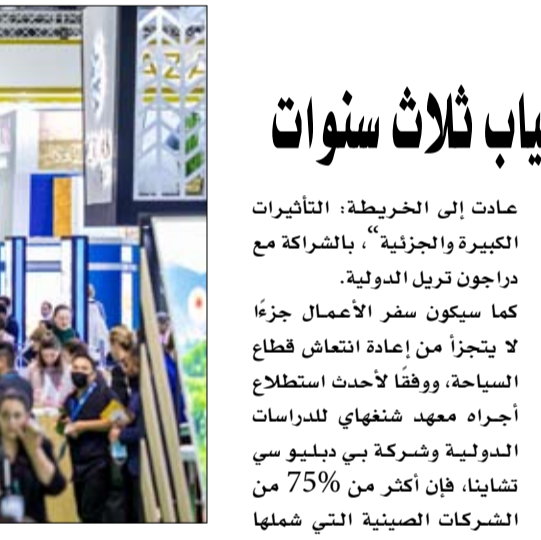 ياب ثلاث سنوات
عادت إلى الخريطة: التأثيرات
الكبيرة والجزئية“، بالشراكة مع
دراجون تريل الدولية.
كما سيكون سفر الأعمال جزءًا
لا يتجزأ من إعادة انتعاش قطاع
السياحة، ووفقًا لأحدث استطلاع
أجراه معهد شنغهاي للدراسات
الدولية وشركة بي دبليو سي
تشاينا، فإن أكثر من 75% من
الشركات الصينية التي شملها